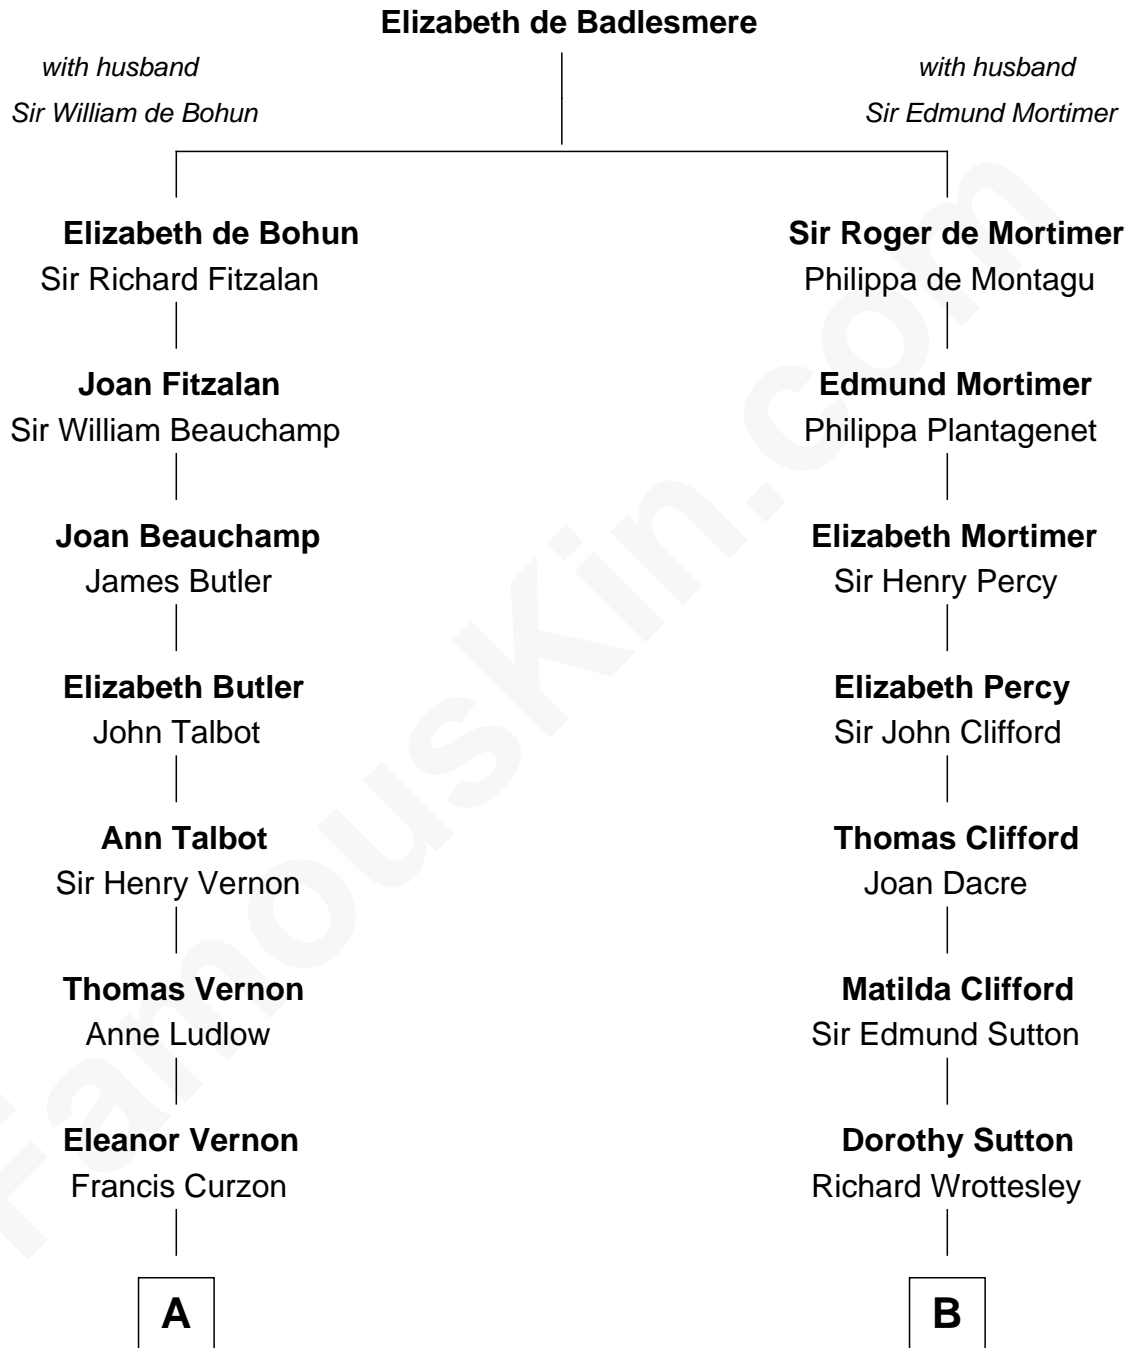 Elizabeth de Badlesmere
with husband
Sir William de Bohun
with husband
Sir Edmund Mortimer
Elizabeth de Bohun
Sir Richard Fitzalan
Joan Fitzalan
Sir William Beauchamp
Joan Beauchamp
James Butler
Elizabeth Butler
John Talbot
Ann Talbot
Sir Henry Vernon
Thomas Vernon
Anne Ludlow
Eleanor Vernon
Francis Curzon
A
Sir Roger de Mortimer
Philippa de Montagu
Edmund Mortimer
Philippa Plantagenet
Elizabeth Mortimer
Sir Henry Percy
Elizabeth Percy
Sir John Clifford
Thomas Clifford
Joan Dacre
Matilda Clifford
Sir Edmund Sutton
Dorothy Sutton
Richard Wrottesley
B
FamousKin.com